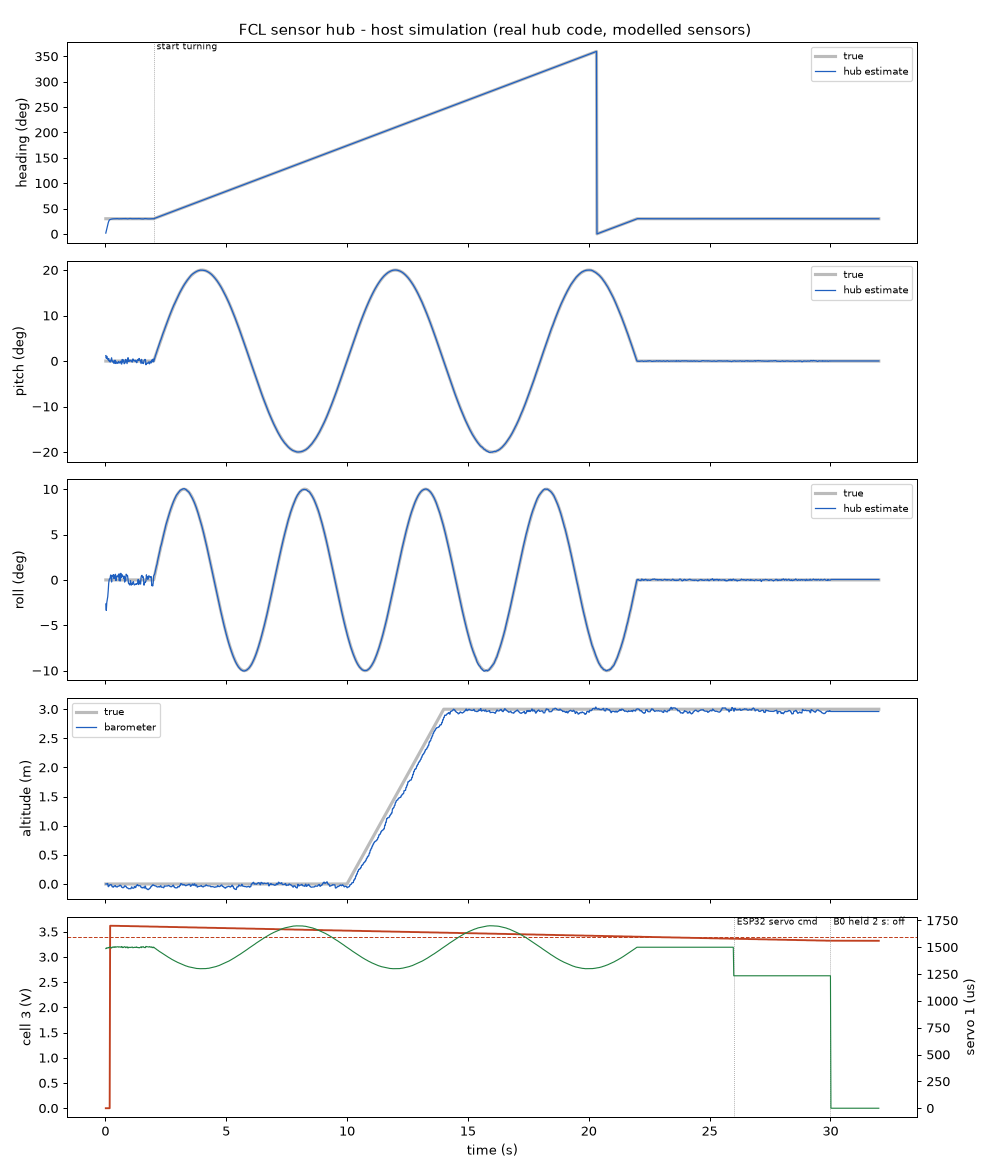 FCL sensor hub - host simulation (real hub code, modelled sensors)
start turning
true
hub estimate
heading (deg)
350
300
250
200
150
100
50
0
true
hub estimate
pitch (deg)
20
10
0
−10
−20
true
hub estimate
roll (deg)
10
5
0
−5
−10
true
barometer
altitude (m)
3.0
2.5
2.0
1.5
1.0
0.5
0.0
ESP32 servo cmd
B0 held 2 s: off
cell 3 (V)
3.5
3.0
2.5
2.0
1.5
1.0
0.5
0.0
1750
1500
1250
1000
750
500
250
0
servo 1 (us)
0 5 10 15 20 25 30
time (s)